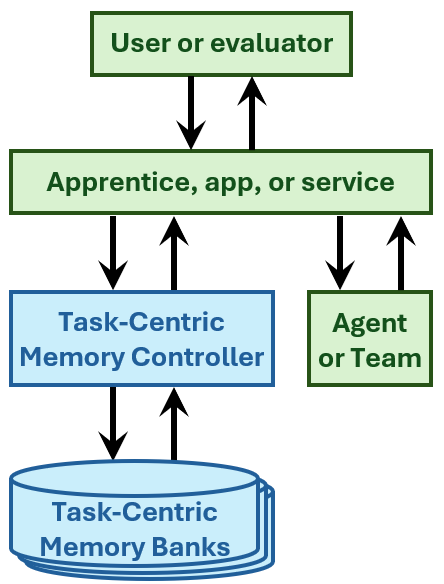 User or evaluator
Apprentice, app, or service
Task-Centric
Memory Controller
Agent
or Team
Task-Centric
Memory Banks